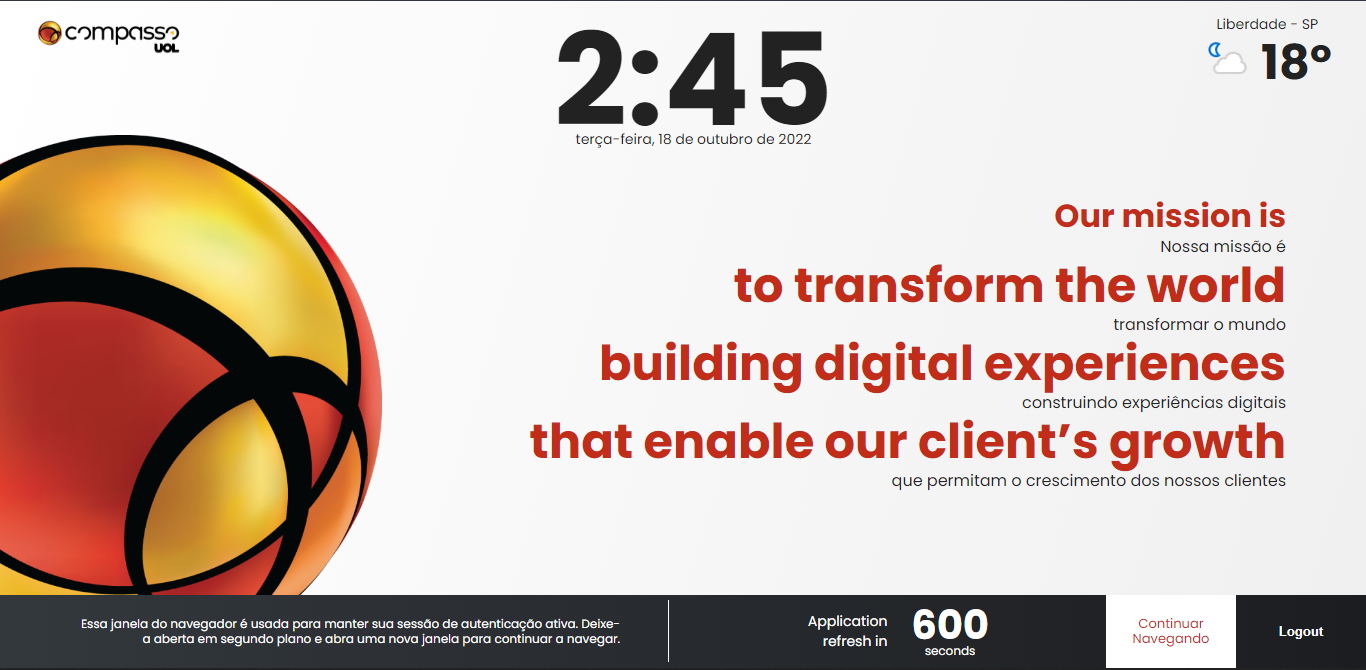 compasso
UOL
2:45
terça-feira, 18 de outubro de 2022
Liberdade - SP
18°
Our mission is
Nossa missão é
to transform the world
transformar o mundo
building digital experiences
construindo experiências digitais
that enable our client’s growth
que permitam o crescimento dos nossos clientes
Essa janela do navegador é usada para manter sua sessão de autenticação ativa. Deixe-
a aberta em segundo plano e abra uma nova janela para continuar a navegar.
Application
refresh in
600
seconds
Continuar
Navegando
Logout